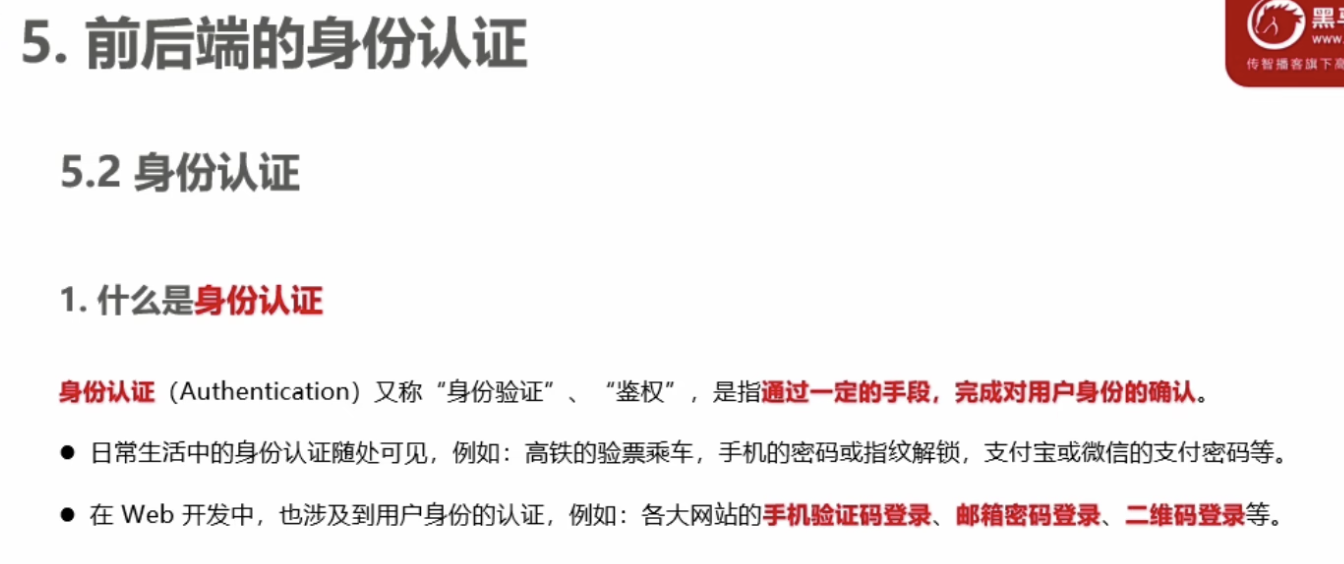 5. 前后端的身份认证
黑
www.
传智播客旗下高
5.2 身份认证
1. 什么是身份认证
身份认证（Authentication）又称“身份验证”、“鉴权”，是指通过一定的手段，完成对用户身份的确认。
● 日常生活中的身份认证随处可见，例如：高铁的验票乘车，手机的密码或指纹解锁，支付宝或微信的支付密码等。
● 在 Web 开发中，也涉及到用户身份的认证，例如：各大网站的手机验证码登录、邮箱密码登录、二维码登录等。